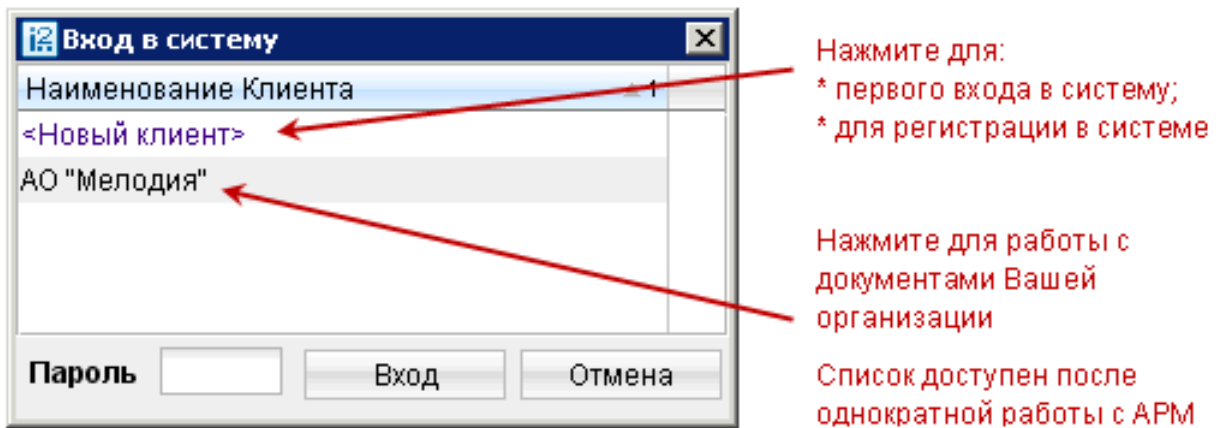 Вход в систему
Наименование Клиента 1
<Новый клиент>
АО "Мелодия"
Пароль Вход Отмена
Нажмите для:
* первого входа в систему;
* для регистрации в системе
Нажмите для работы с
документами Вашей
организации
Список доступен после
однократной работы с АРМ